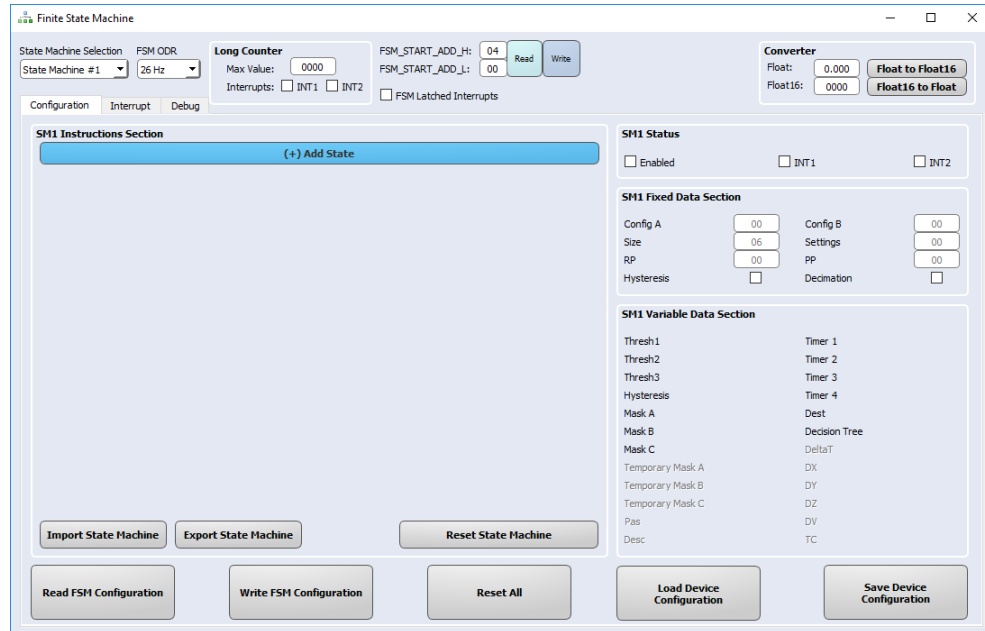 Finite State Machine
State Machine Selection FSM ODR
State Machine #1 26 Hz
Long Counter
Max Value: 0000
Interrupts: INT1 INT2
FSM_START_ADD_H: 04
FSM_START_ADD_L: 00
Read Write
FSM Latched Interrupts
Converter
Float: 0.000 Float to Float16
Float16: 0000 Float16 to Float
Configuration Interrupt Debug
SM1 Instructions Section
(+) Add State
Import State Machine Export State Machine Reset State Machine
SM1 Status
Enabled INT1 INT2
SM1 Fixed Data Section
Config A 00 Config B 00
Size 06 Settings 00
RP 00 PP 00
Hysteresis Decimation
SM1 Variable Data Section
Thresh1 Timer 1
Thresh2 Timer 2
Thresh3 Timer 3
Hysteresis Timer 4
Mask A Dest
Mask B Decision Tree
Mask C DeltaT
Temporary Mask A DX
Temporary Mask B DY
Temporary Mask C DZ
Pas DV
Desc TC
Read FSM Configuration Write FSM Configuration Reset All
Load Device
Configuration
Save Device
Configuration